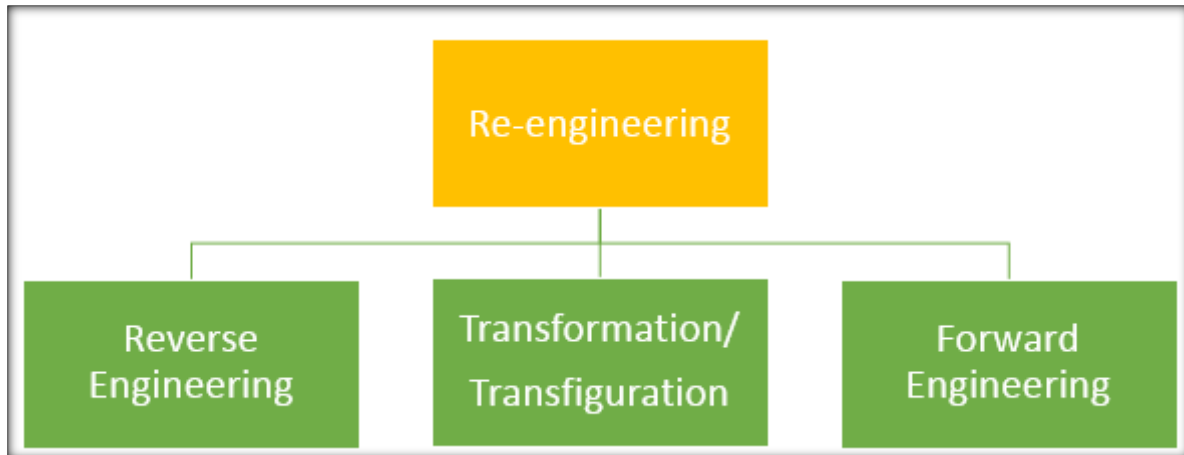 Re-engineering
Reverse
Engineering
Transformation/
Transfiguration
Forward
Engineering